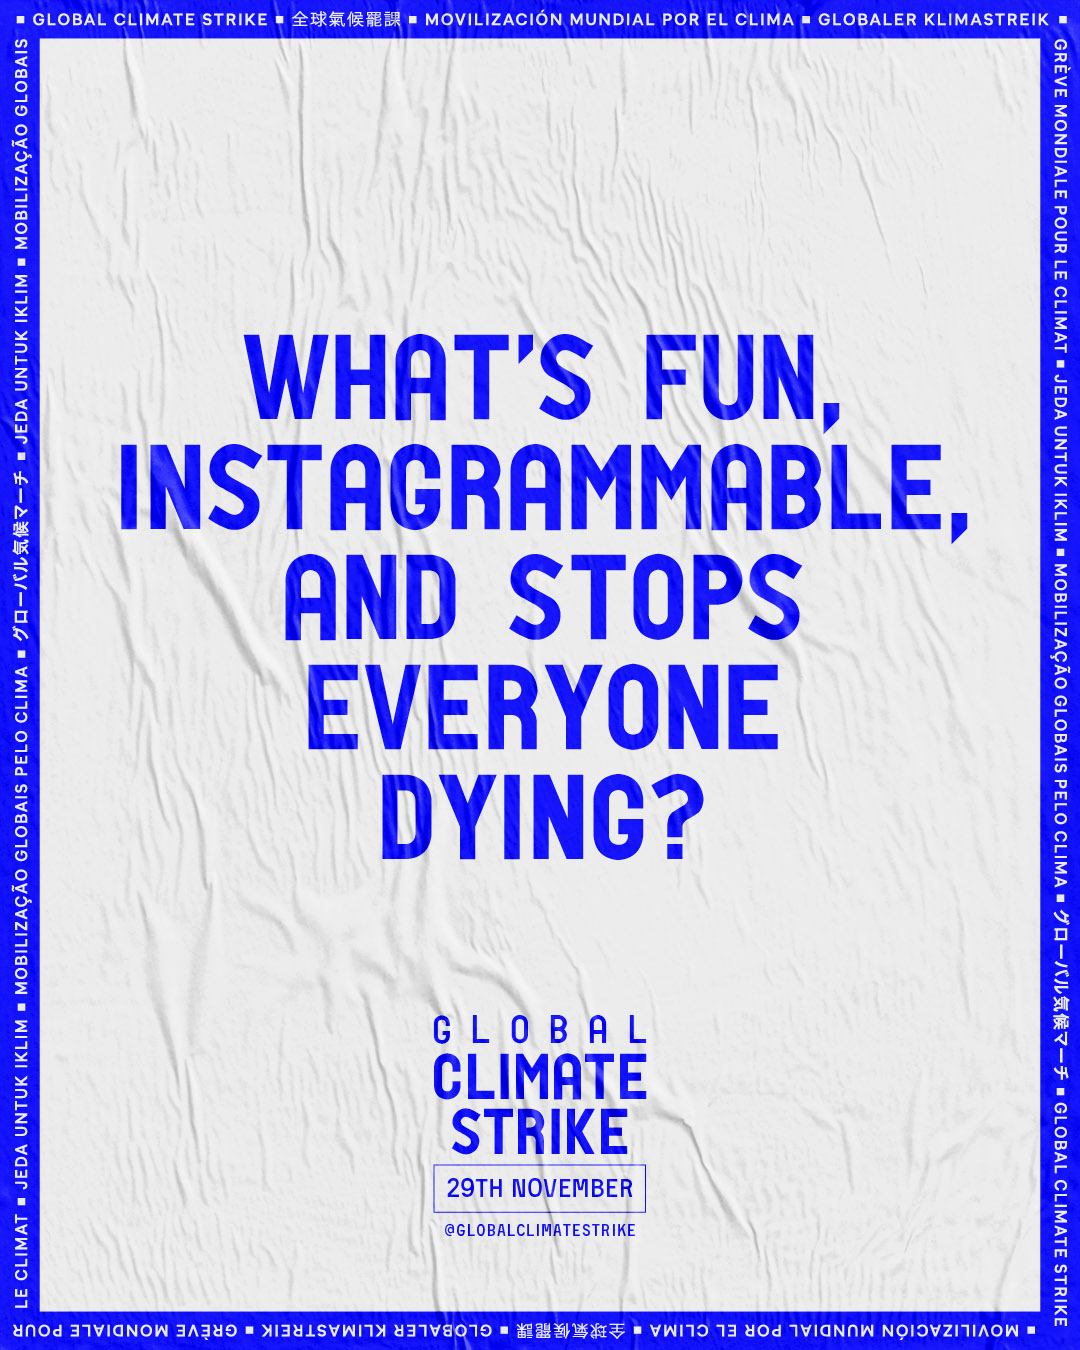 ■ GLOBAL CLIMATE STRIKE ■ 全球氣候罷課 ■ MOVILIZACIÓN MUNDIAL POR EL CLIMA ■ GLOBALER KLIMASTREIK ■
GRÈVE MONDIALE POUR LE CLIMAT ■ JEDA UNTUK IKLIM ■ MOBILIZAÇÃO GLOBAIS PELO CLIMA ■ グローバル気候マーチ ■ GLOBAL CLIMATE STRIKE
WHAT'S FUN,
INSTAGRAMMABLE,
AND STOPS
EVERYONE
DYING?
GLOBAL
CLIMATE
STRIKE
29TH NOVEMBER
@GLOBALCLIMATESTRIKE
■ MOVILIZACIÓN MUNDIAL POR EL CLIMA ■ 全球氣候罷課 ■ GLOBALER KLIMASTREIK ■ GRÈVE MONDIALE POUR
LE CLIMAT ■ JEDA UNTUK IKLIM ■ MOBILIZAÇÃO GLOBAIS PELO CLIMA ■ グローバル気候マーチ ■ JEDA UNTUK IKLIM ■ MOBILIZAÇÃO GLOBAIS